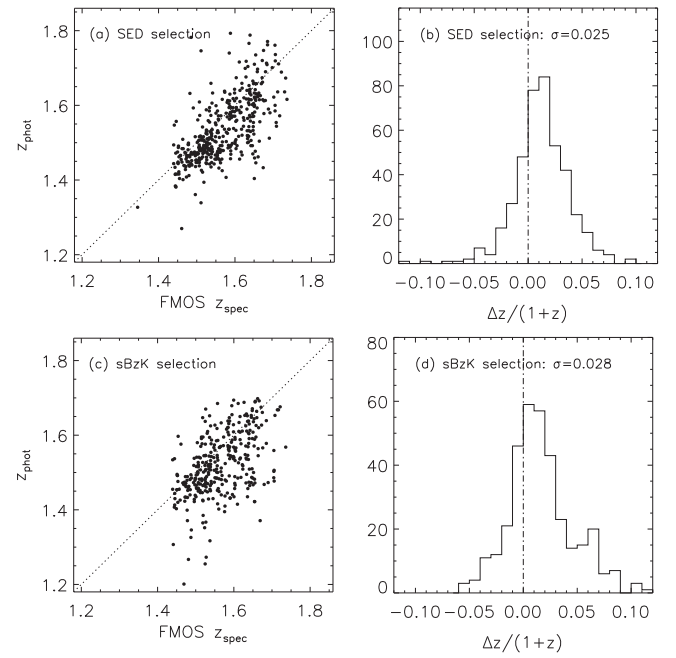 (a) SED selection
1.8
1.6
1.4
1.2
z_phot
1.2 1.4 1.6 1.8
FMOS z_spec
(b) SED selection: σ=0.025
100
80
60
40
20
0
−0.10 −0.05 0.00 0.05 0.10
Δz/(1+z)
(c) sBzK selection
1.8
1.6
1.4
1.2
z_phot
1.2 1.4 1.6 1.8
FMOS z_spec
(d) sBzK selection: σ=0.028
80
60
40
20
0
−0.10 −0.05 0.00 0.05 0.10
Δz/(1+z)